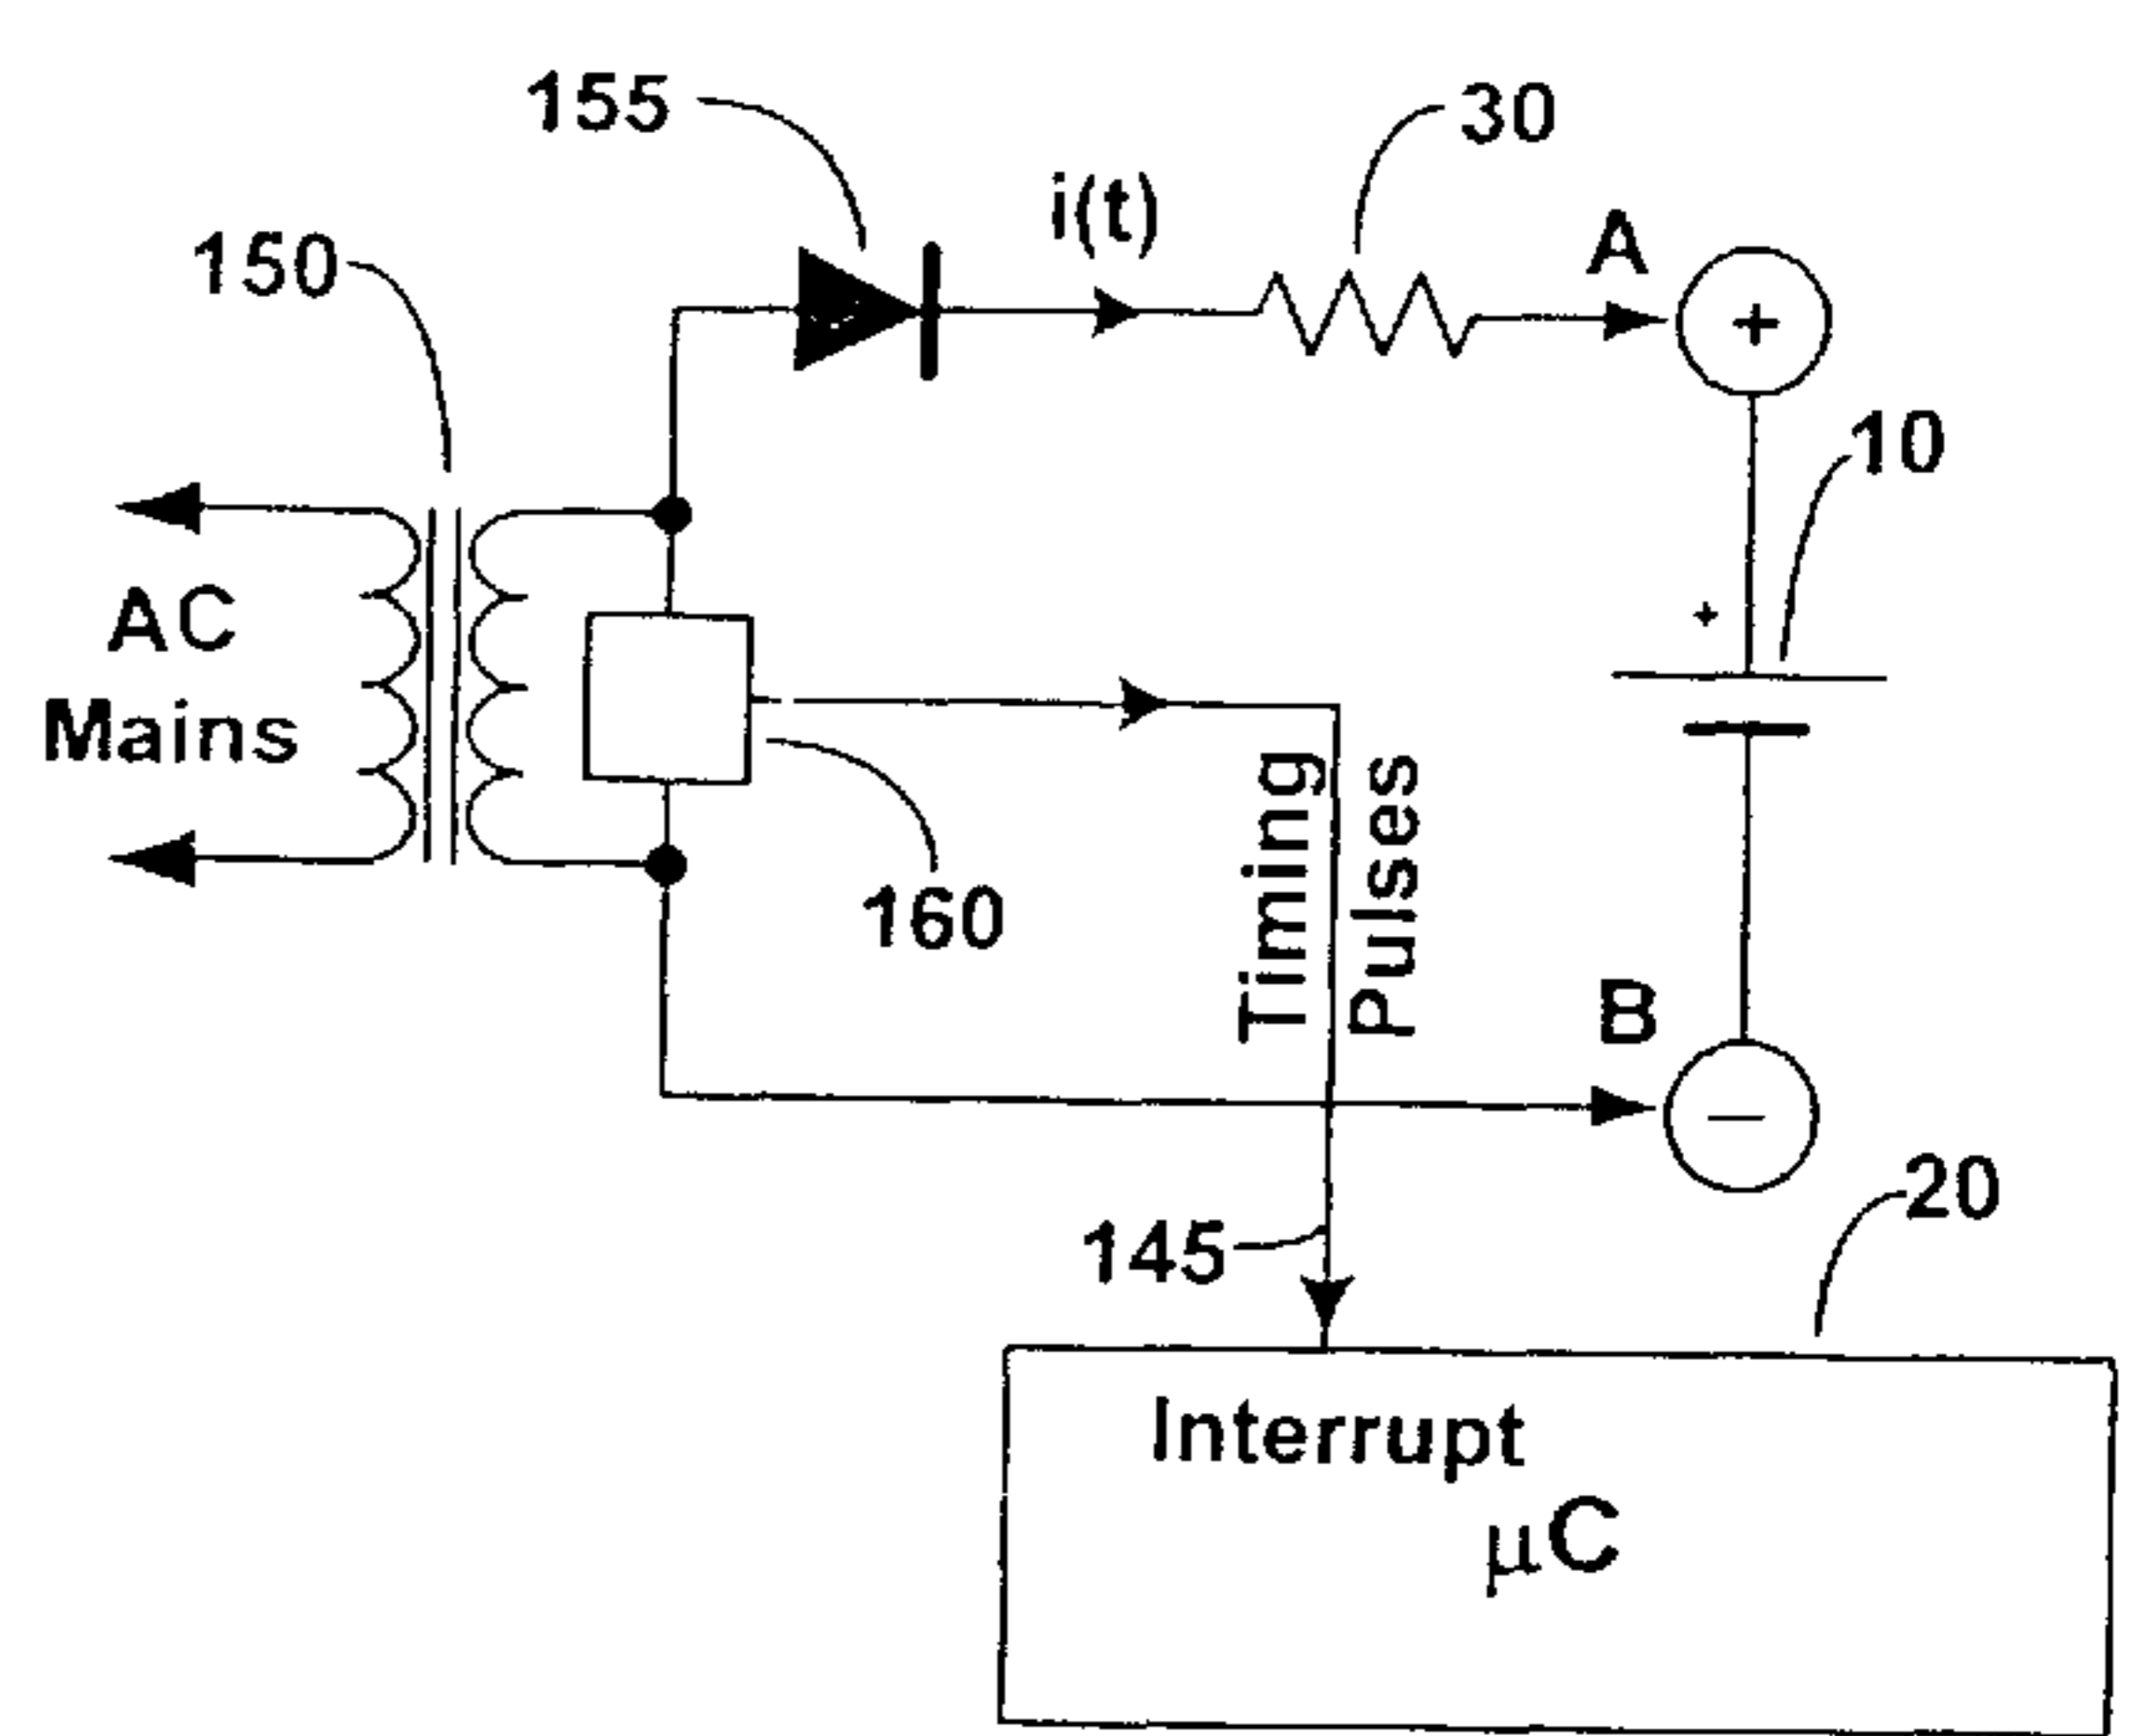 155
30
i(t)
A
150
+
10
+
AC
Mains
160
Timing
Pulses
B
−
20
145
Interrupt
µC